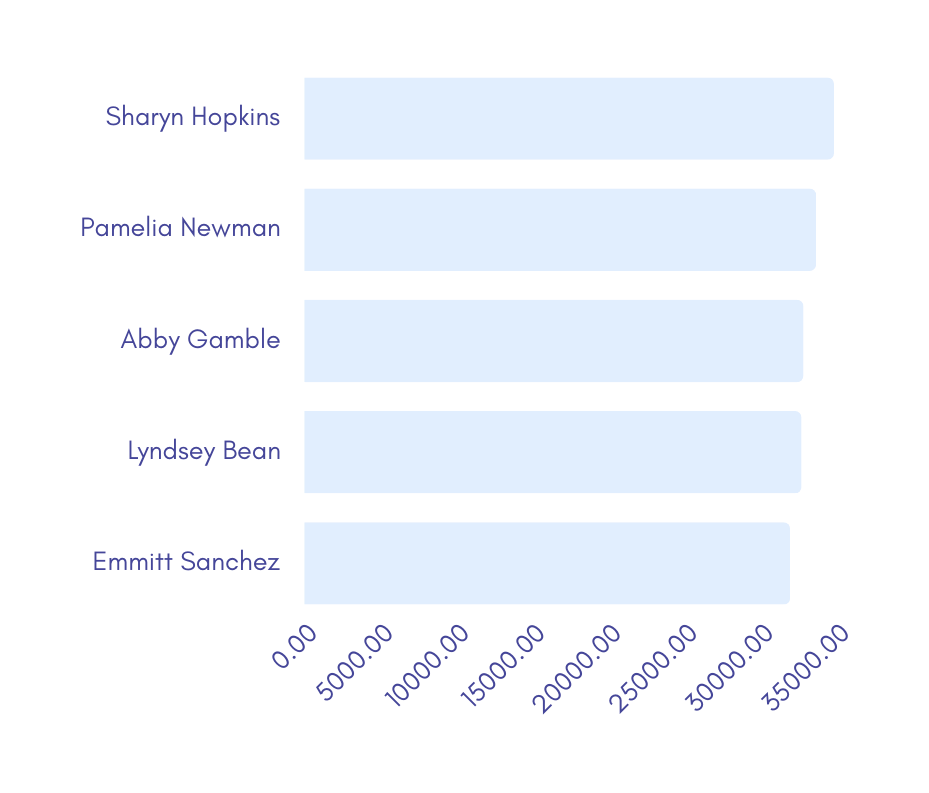 Sharyn Hopkins
Pamelia Newman
Abby Gamble
Lyndsey Bean
Emmitt Sanchez
0.00
5000.00
10000.00
15000.00
20000.00
25000.00
30000.00
35000.00